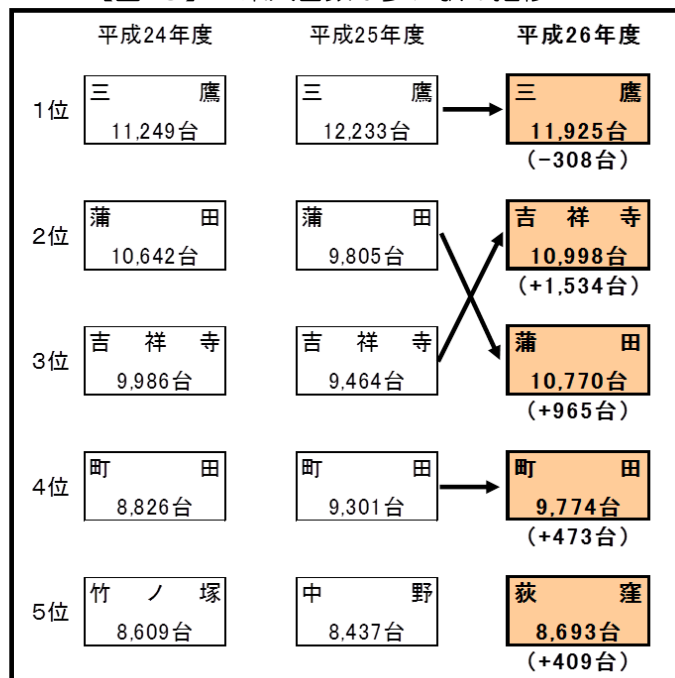 平成24年度 平成25年度 平成26年度
1位
三鷹 三鷹 三鷹
11,249台 12,233台 11,925台
(-308台)
2位
蒲田 蒲田 吉祥寺
10,642台 9,805台 10,998台
(+1,534台)
3位
吉祥寺 吉祥寺 蒲田
9,986台 9,464台 10,770台
(+965台)
4位
町田 町田 町田
8,826台 9,301台 9,774台
(+473台)
5位
竹ノ塚 中野 荻窪
8,609台 8,437台 8,693台
(+409台)